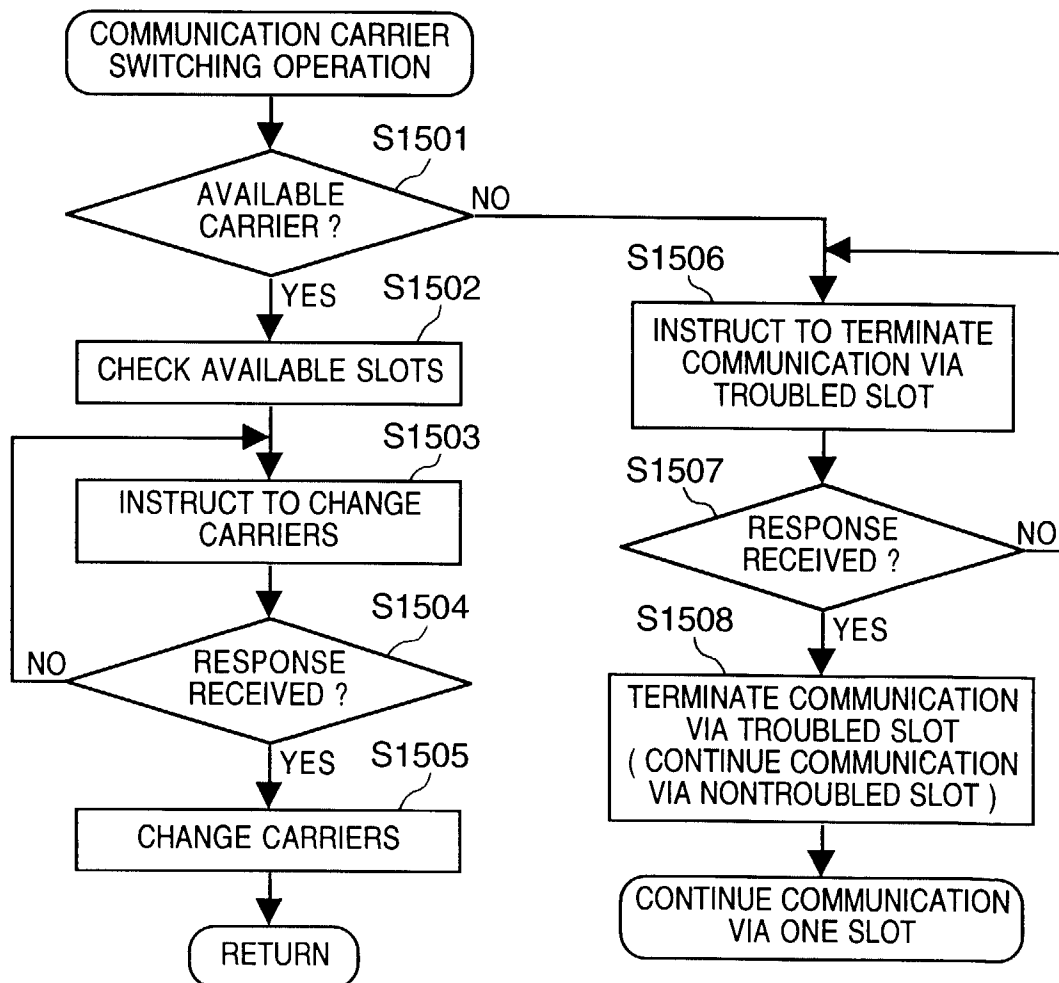 COMMUNICATION CARRIER
SWITCHING OPERATION
S1501
AVAILABLE
CARRIER ?
NO
YES
S1502
CHECK AVAILABLE SLOTS
S1503
INSTRUCT TO CHANGE
CARRIERS
S1504
RESPONSE
RECEIVED ?
NO
YES
S1505
CHANGE CARRIERS
RETURN
S1506
INSTRUCT TO TERMINATE
COMMUNICATION VIA
TROUBLED SLOT
S1507
RESPONSE
RECEIVED ?
NO
YES
S1508
TERMINATE COMMUNICATION
VIA TROUBLED SLOT
( CONTINUE COMMUNICATION
VIA NONTROUBLED SLOT )
CONTINUE COMMUNICATION
VIA ONE SLOT